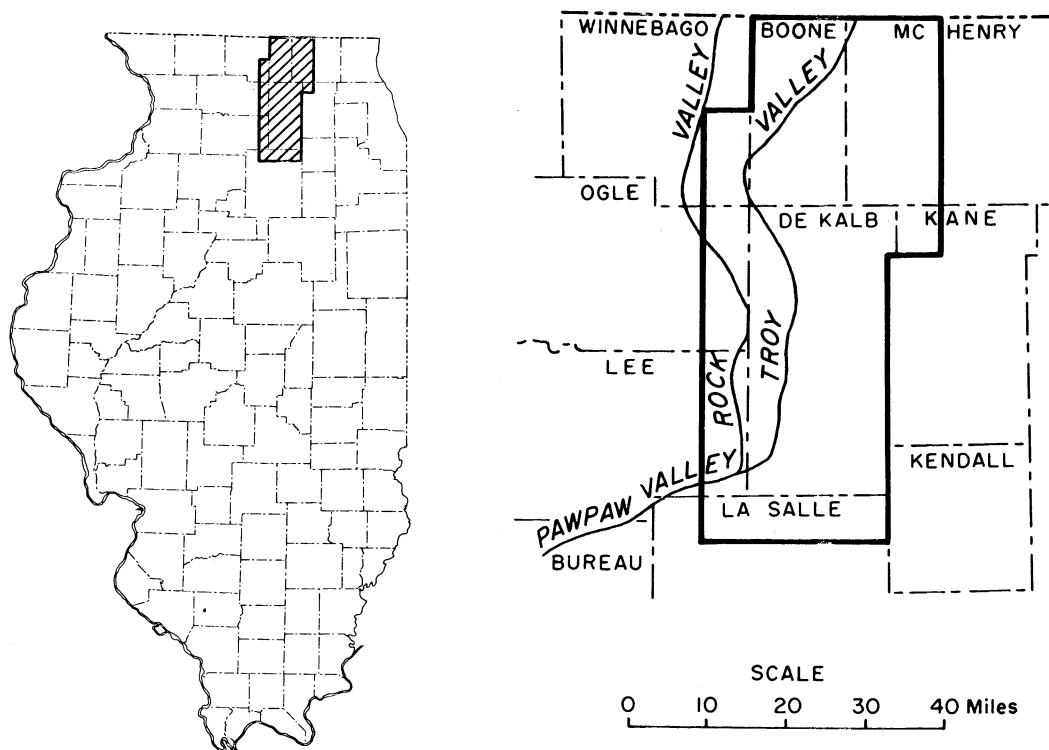 WINNEBAGO
BOONE
MC HENRY
VALLEY
VALLEY
OGLE
DE KALB
KANE
LEE
ROCK
TROY
KENDALL
PAWPAW VALLEY
LA SALLE
BUREAU
SCALE
0 10 20 30 40 Miles